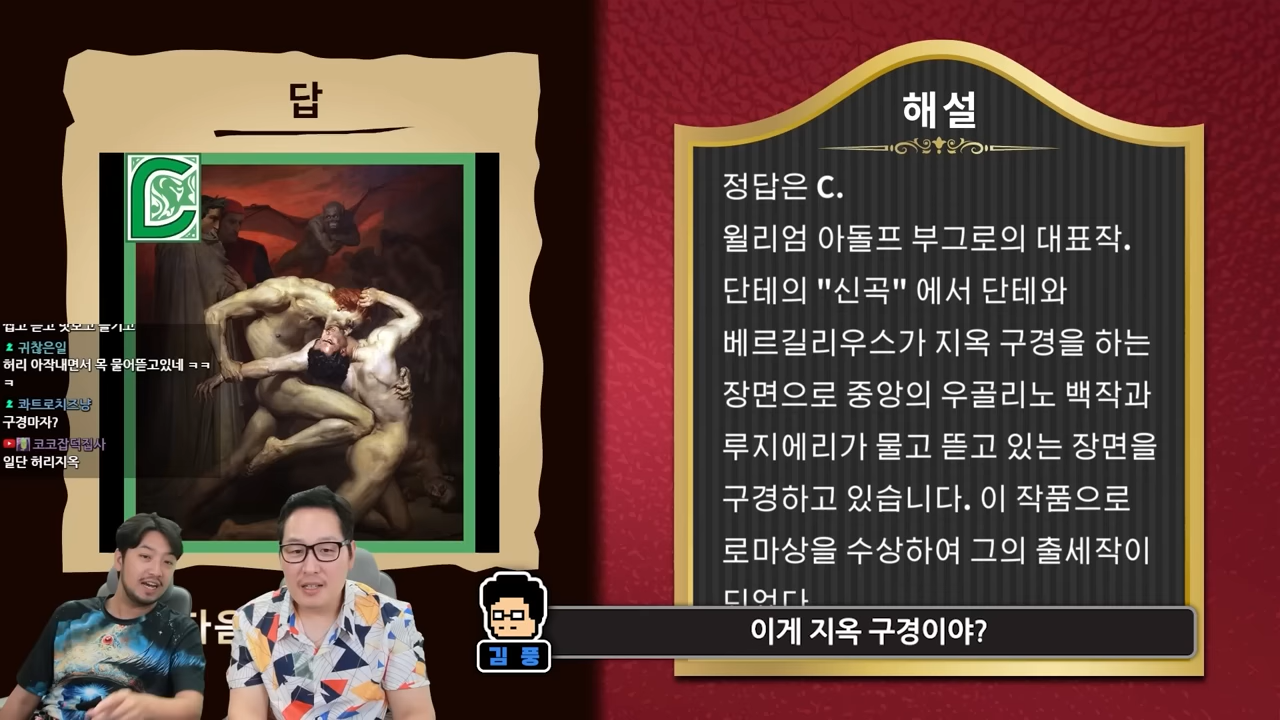 답
C
해설
정답은 C.
윌리엄 아돌프 부그로의 대표작.
단테의 "신곡" 에서 단테와
베르길리우스가 지옥 구경을 하는
장면으로 중앙의 우골리노 백작과
루지에리가 물고 뜯고 있는 장면을
구경하고 있습니다. 이 작품으로
로마상을 수상하여 그의 출세작이
되었다
귀찮은일
허리 아작내면서 목 물어뜯고있네 ㅋㅋ
ㅋ
콰트로치즈냥
구경마자?
코코잡덕집사
일단 허리지옥
다음
김풍
이게 지옥 구경이야?